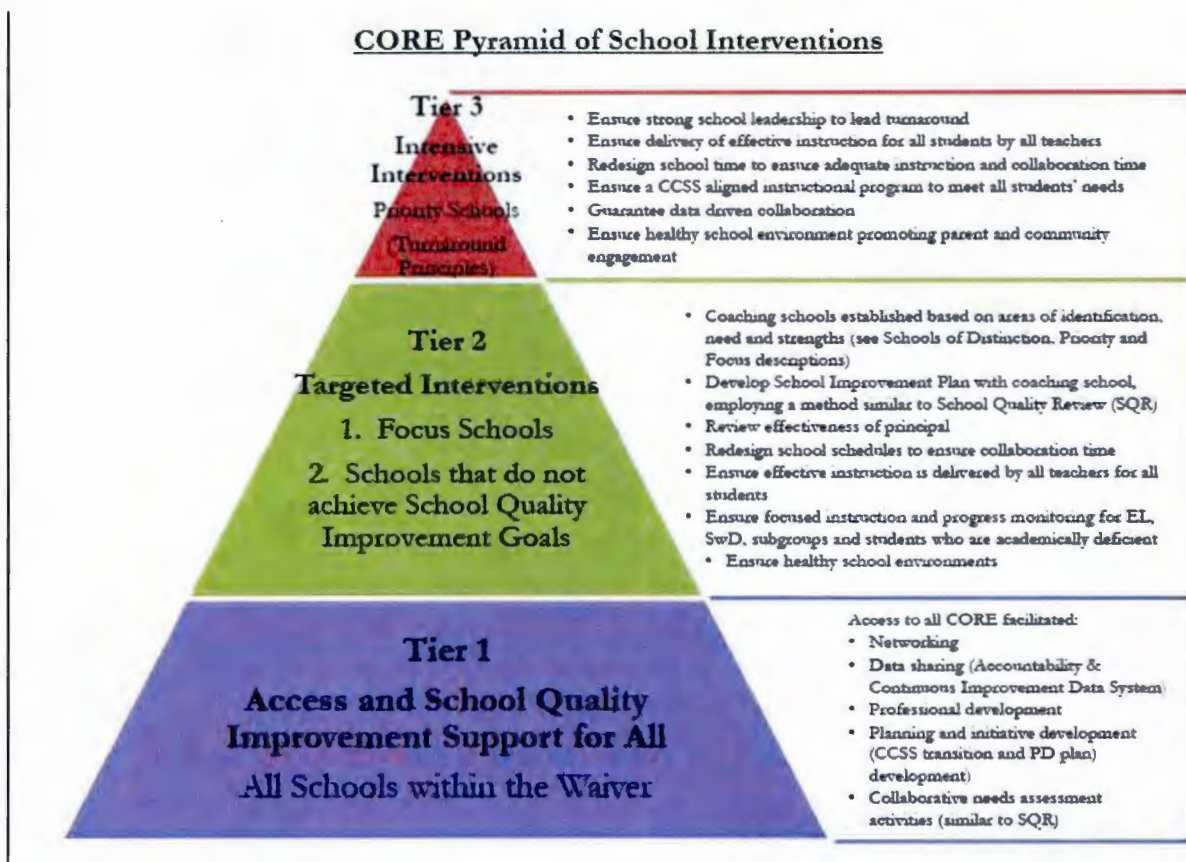 CORE Pyramid of School Interventions
Tier 3
Intensive
Interventions
Priority Schools
(Turnaround
Principles)
• Ensure strong school leadership to lead turnaround
• Ensure delivery of effective instruction for all students by all teachers
• Redesign school time to ensure adequate instruction and collaboration time
• Ensure a CCSS aligned instructional program to meet all students' needs
• Guarantee data driven collaboration
• Ensure healthy school environment promoting parent and community
engagement
Tier 2
Targeted Interventions
1. Focus Schools
2. Schools that do not
achieve School Quality
Improvement Goals
• Coaching schools established based on areas of identification,
need and strengths (see Schools of Distinction, Priority and
Focus descriptions)
• Develop School Improvement Plan with coaching school,
employing a method similar to School Quality Review (SQR)
• Review effectiveness of principal
• Redesign school schedules to ensure collaboration time
• Ensure effective instruction is delivered by all teachers for all
students
• Ensure focused instruction and progress monitoring for EL,
SwD, subgroups and students who are academically deficient
• Ensure healthy school environments
Tier 1
Access and School Quality
Improvement Support for All
All Schools within the Waiver
Access to all CORE facilitated:
• Networking
• Data sharing (Accountability &
Continuous Improvement Data System)
• Professional development
• Planning and initiative development
(CCSS transition and PD plan)
development)
• Collaborative needs assessment
activities (similar to SQR)